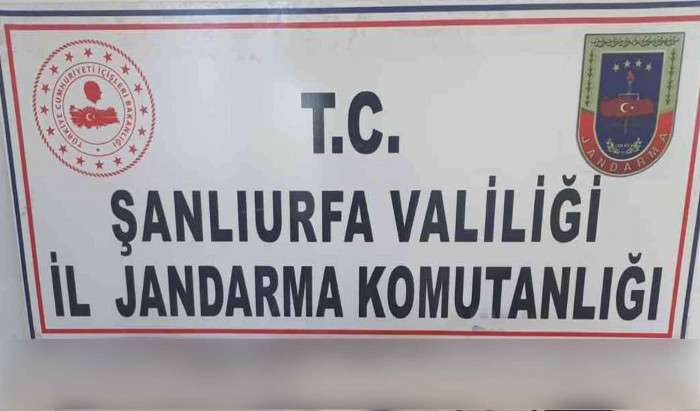 TÜRKİYE CUMHURİYETİ İÇİŞLERİ BAKANLIĞI
JANDARMA
T.C.
ŞANLIURFA VALİLİĞİ
İL JANDARMA KOMUTANLIĞI